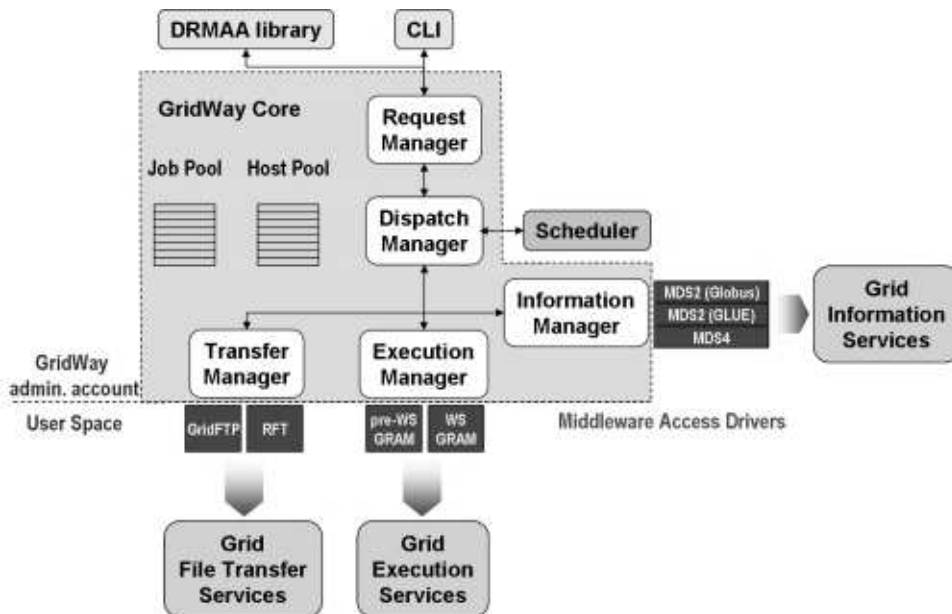 DRMAA library
CLI
GridWay Core
Request
Manager
Job Pool
Host Pool
Dispatch
Manager
Scheduler
Information
Manager
MDS2 (Globus)
MDS2 (GLUE)
MDS4
Grid
Information
Services
Transfer
Manager
Execution
Manager
GridWay
admin. account
User Space
GridFTP
RFT
pre-WS
GRAM
WS
GRAM
Middleware Access Drivers
Grid
File Transfer
Services
Grid
Execution
Services